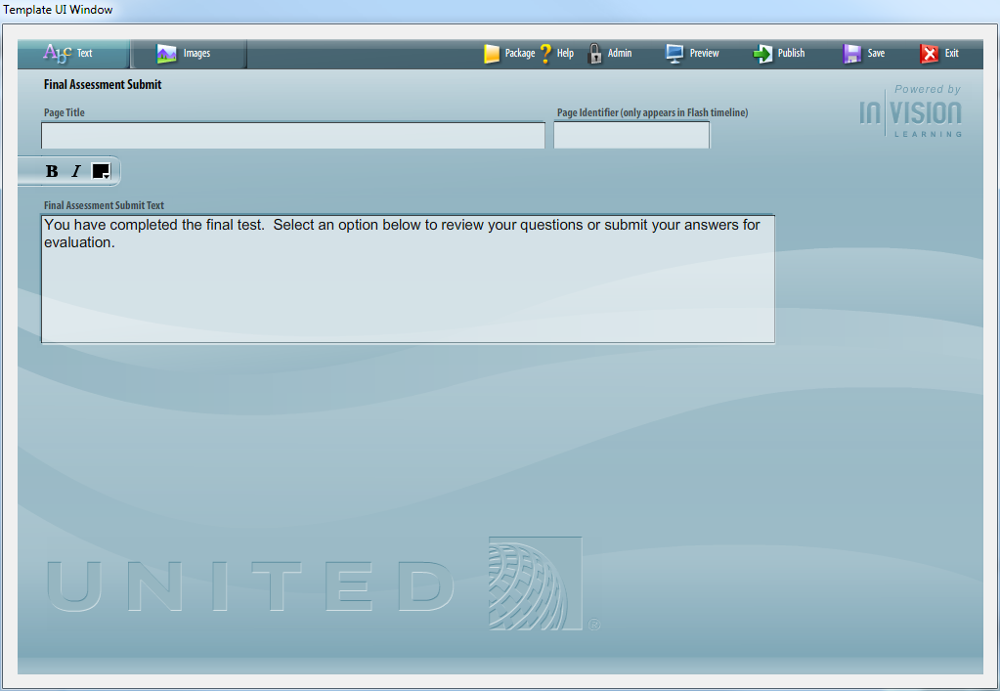 Template UI Window
Abc Text Images Package ? Help Admin Preview Publish Save Exit
Final Assessment Submit
Powered by
Page Title Page Identifier (only appears in Flash timeline)
IN VISION
LEARNING
B I
Final Assessment Submit Text
You have completed the final test.  Select an option below to review your questions or submit your answers for
evaluation.
UNITED
®